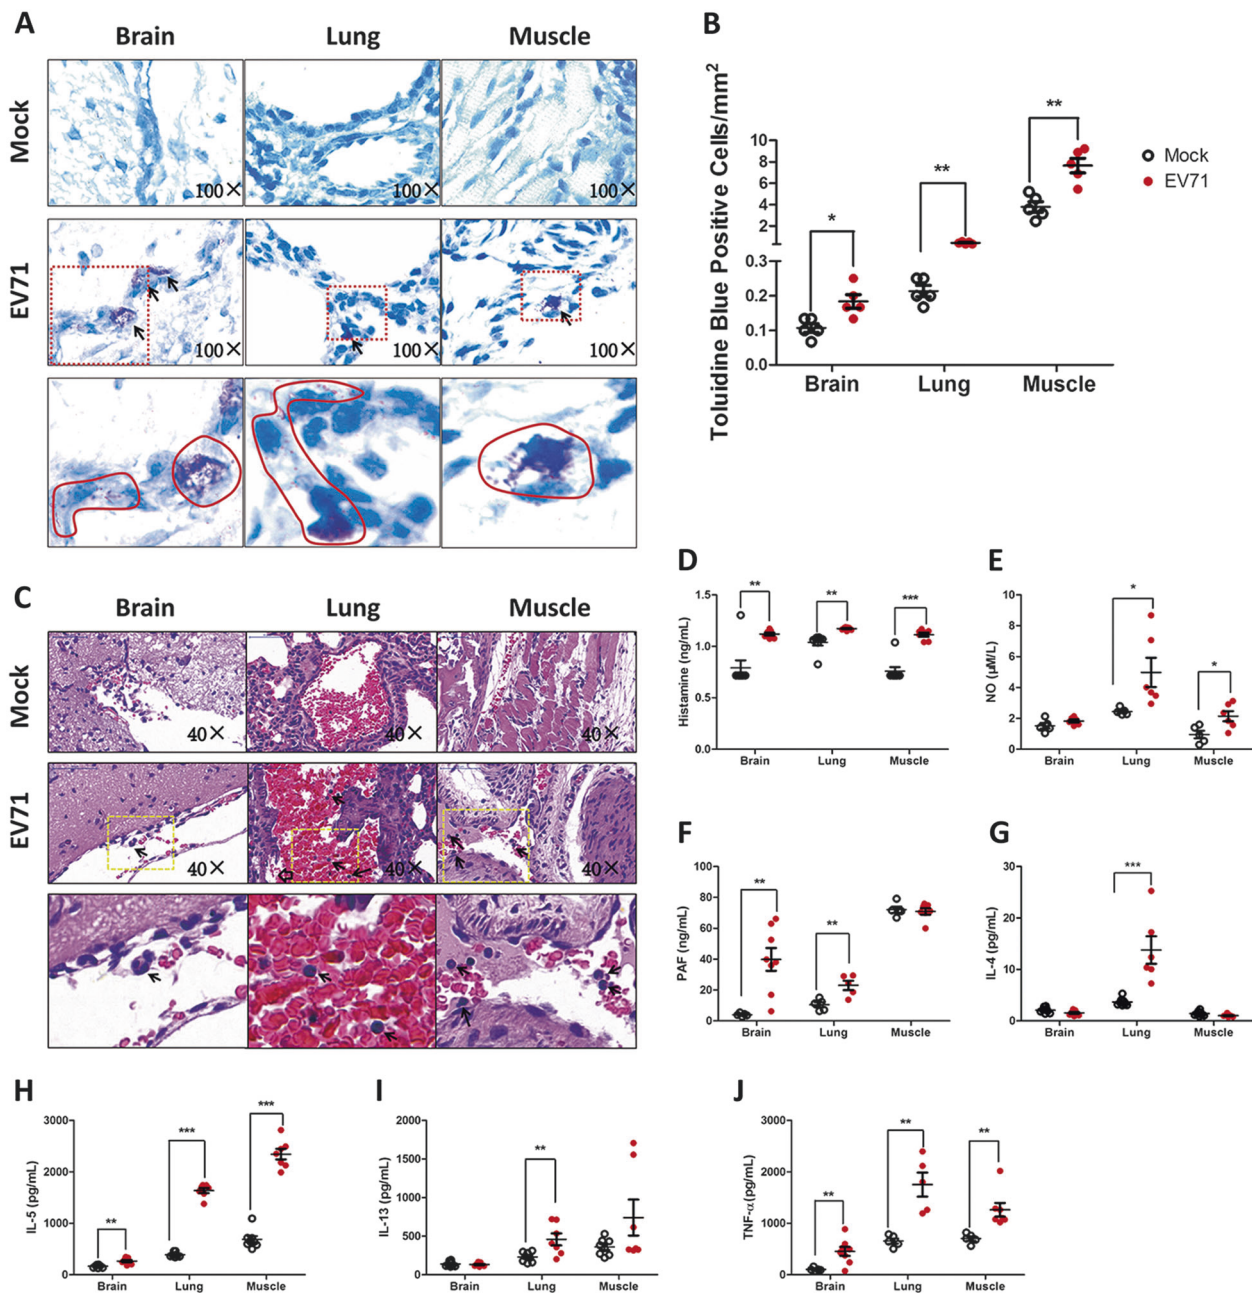 A
Brain Lung Muscle
Mock
100× 100× 100×
EV71
100× 100× 100×
B
Toluidine Blue Positive Cells/mm²
10
8
6
4
2
0.3
0.2
0.1
0.0
* ** **
Brain Lung Muscle
Mock
EV71
C
Brain Lung Muscle
Mock
40× 40× 40×
EV71
40× 40×
D
Histamine (ng/mL)
1.5
1.0
0.5
0.0
** ** ***
Brain Lung Muscle
E
NO (μM/L)
10
8
6
4
2
0
* *
Brain Lung Muscle
F
PAF (ng/mL)
100
80
60
40
20
0
** **
Brain Lung Muscle
G
IL-4 (pg/mL)
30
20
10
0
***
Brain Lung Muscle
H
IL-5 (pg/mL)
3000
2000
1000
0
** *** ***
Brain Lung Muscle
I
IL-13 (pg/mL)
2000
1500
1000
500
0
**
Brain Lung Muscle
J
TNF-α(pg/mL)
3000
2000
1000
0
** ** **
Brain Lung Muscle